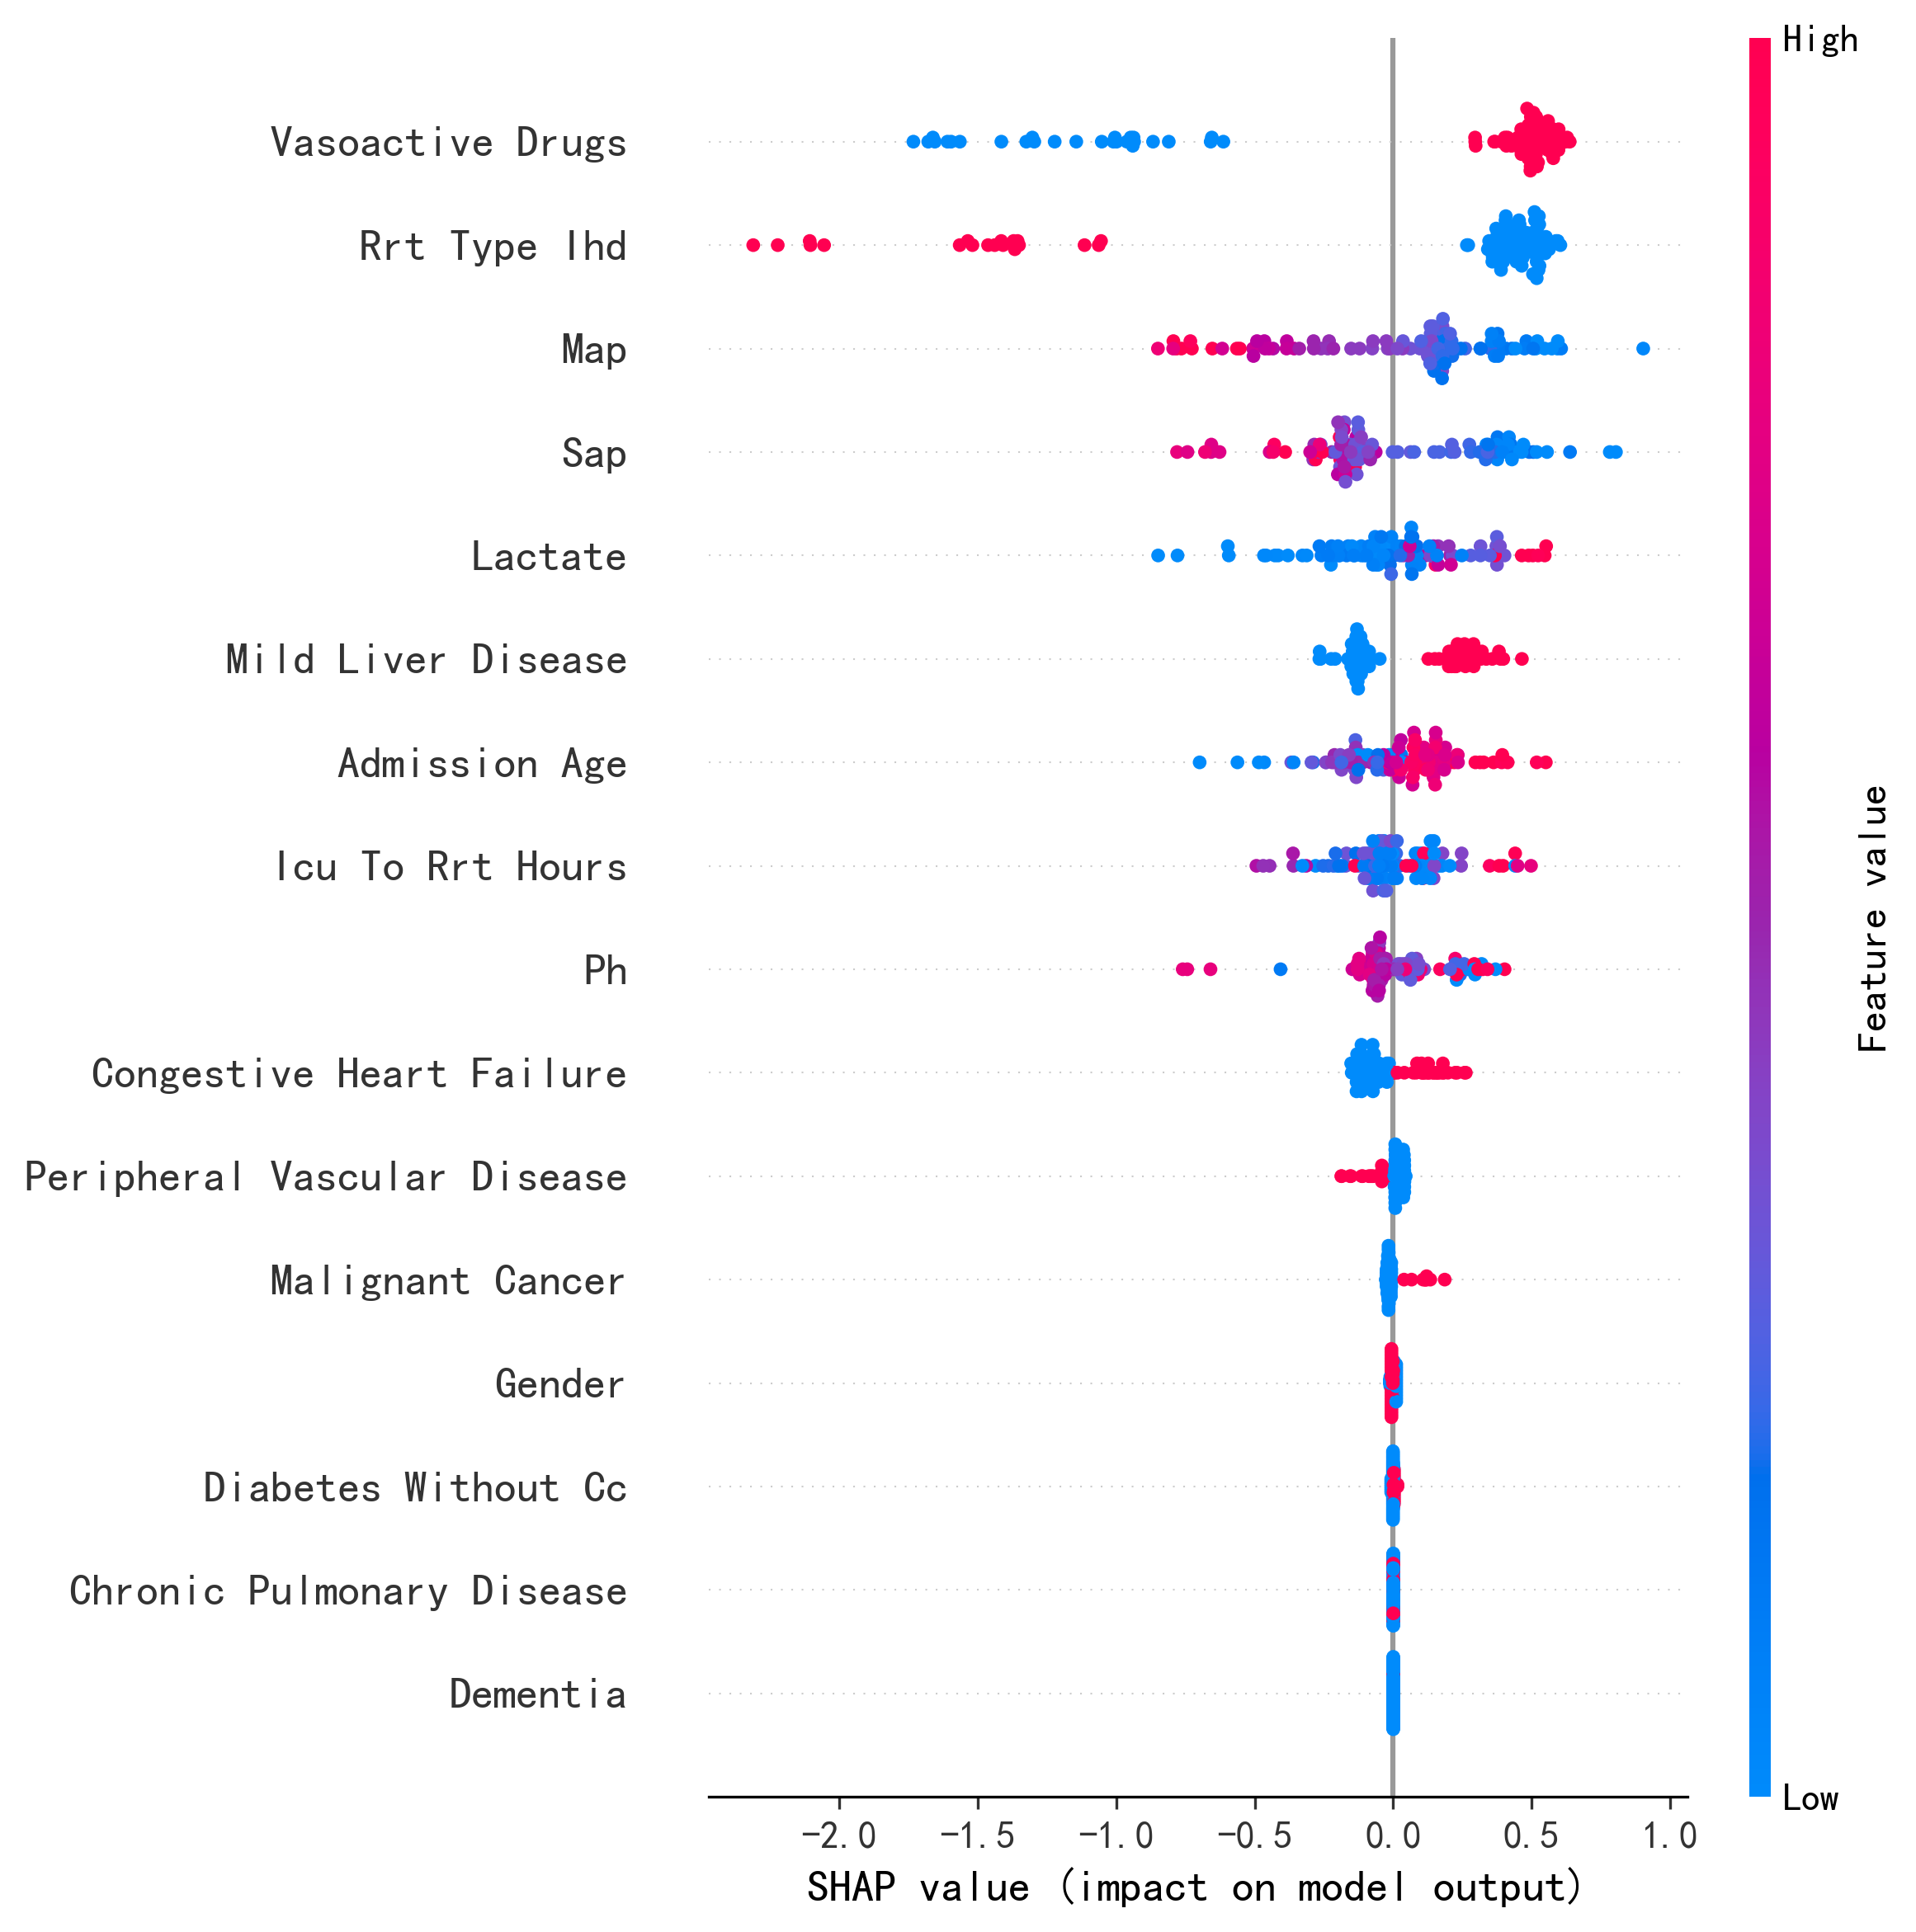 High
Vasoactive Drugs
Rrt Type Ihd
Map
Sap
Lactate
Mild Liver Disease
Admission Age
Icu To Rrt Hours
Ph
Congestive Heart Failure
Peripheral Vascular Disease
Malignant Cancer
Gender
Diabetes Without Cc
Chronic Pulmonary Disease
Dementia
Feature value
Low
−2.0 −1.5 −1.0 −0.5 0.0 0.5 1.0
SHAP value (impact on model output)